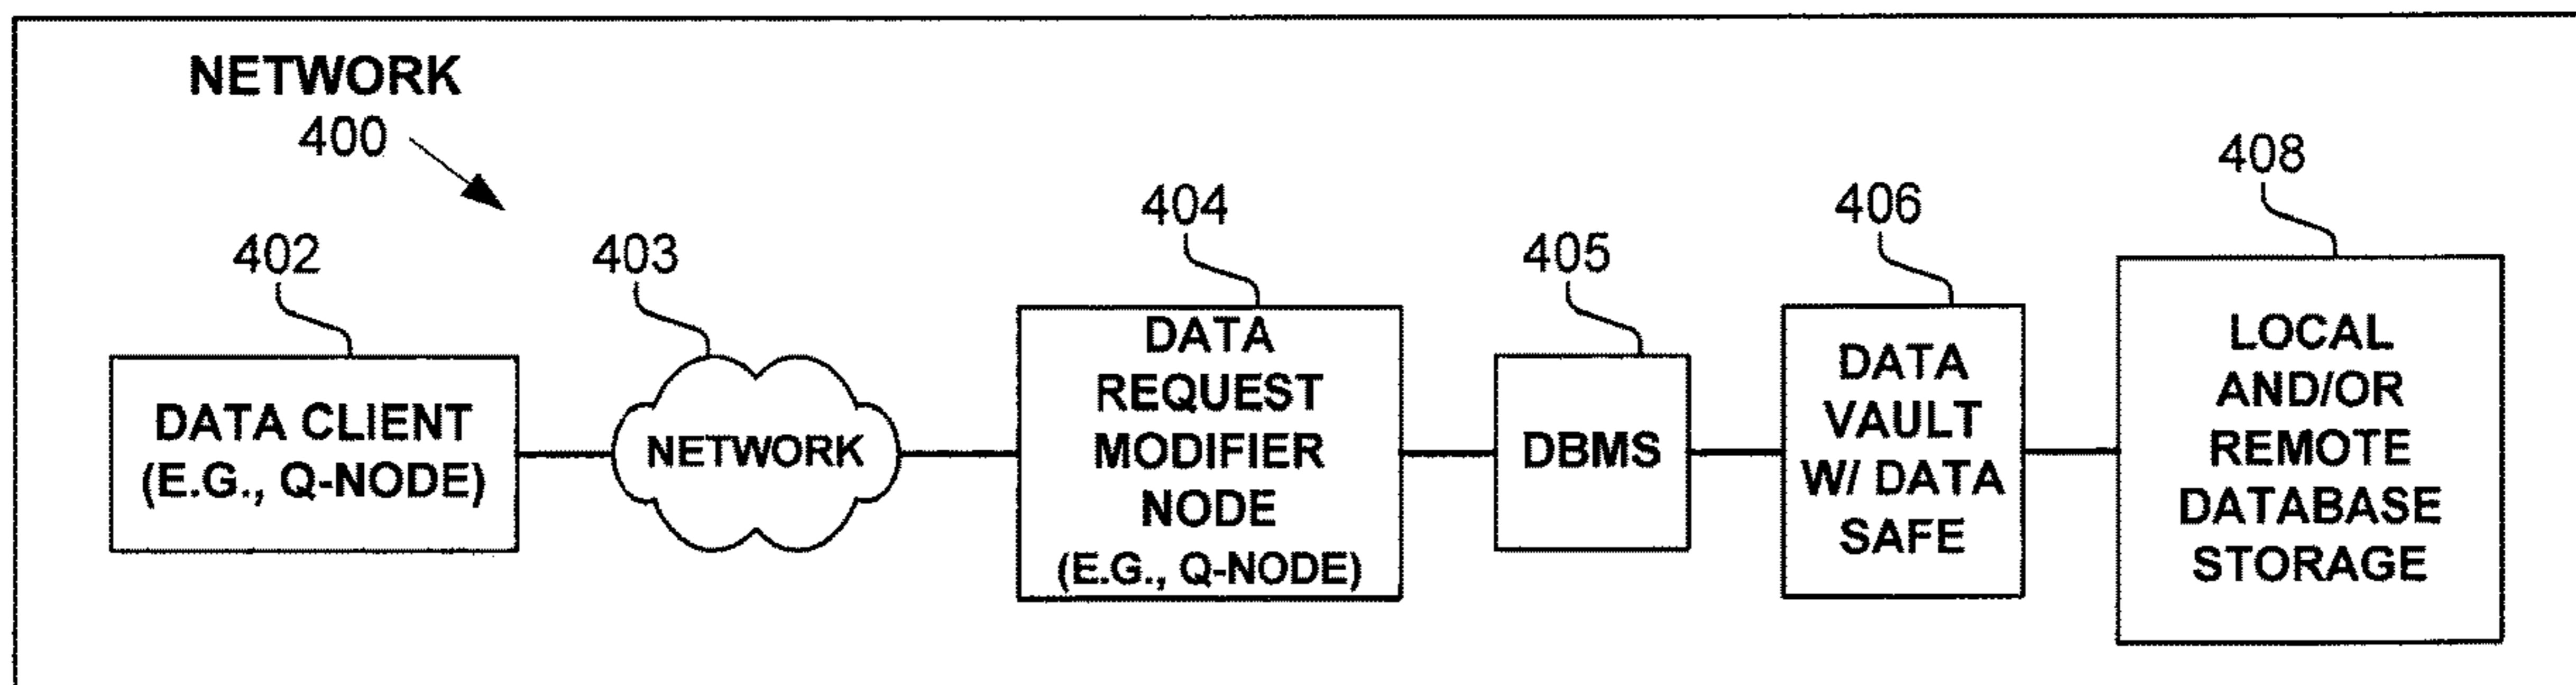 NETWORK
400
402
403
404
405
406
408
DATA CLIENT
(E.G., Q-NODE)
NETWORK
DATA
REQUEST
MODIFIER
NODE
(E.G., Q-NODE)
DBMS
DATA
VAULT
W/ DATA
SAFE
LOCAL
AND/OR
REMOTE
DATABASE
STORAGE